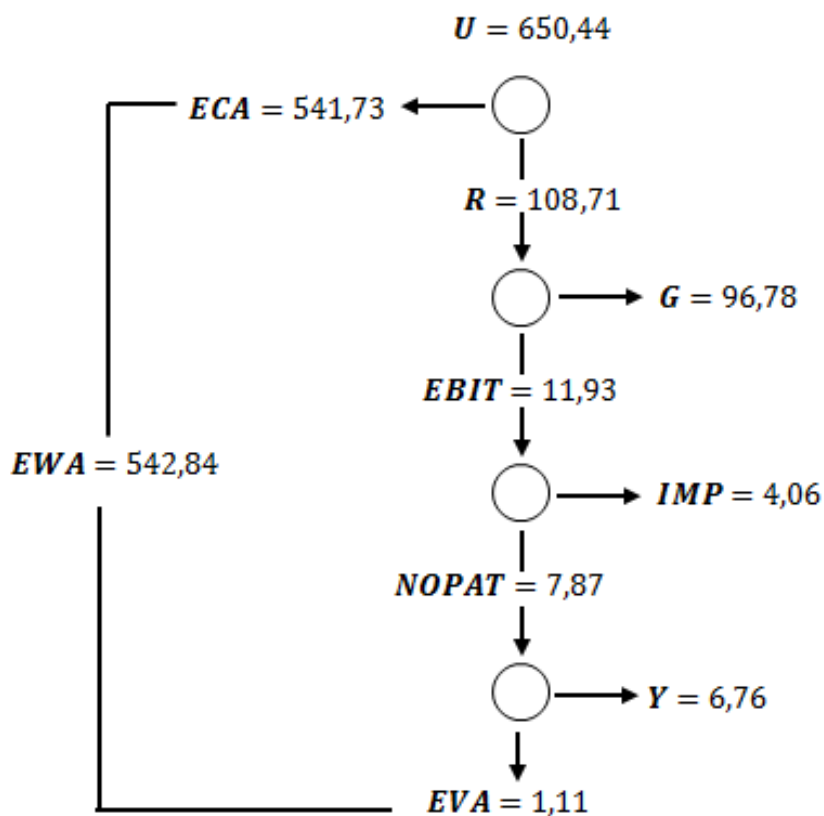 U = 650,44
ECA = 541,73
R = 108,71
G = 96,78
EBIT = 11,93
EWA = 542,84
IMP = 4,06
NOPAT = 7,87
Y = 6,76
EVA = 1,11